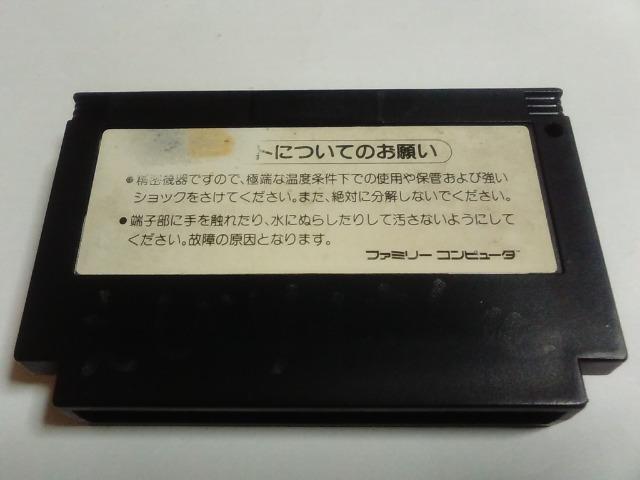 トについてのお願い
●精密機器ですので、極端な温度条件下での使用や保管および強い
ショックをさけてください。また、絶対に分解しないでください。
●端子部に手を触れたり、水にぬらしたりして汚さないようにして
ください。故障の原因となります。
ファミリー コンピュータ